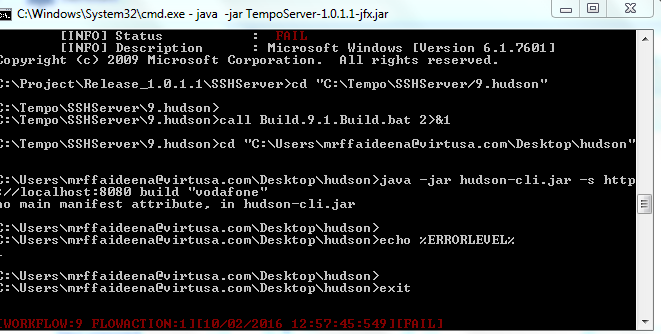 C:\Windows\System32\cmd.exe - java -jar TempoServer-1.0.1.1-jfx.jar
[INFO] Status : FAIL
[INFO] Description : Microsoft Windows [Version 6.1.7601]
Copyright (c) 2009 Microsoft Corporation. All rights reserved.
C:\Project\Release_1.0.1.1\SSHServer>cd "C:\Tempo\SSHServer/9.hudson"
C:\Tempo\SSHServer\9.hudson>
C:\Tempo\SSHServer\9.hudson>call Build.9.1.Build.bat 2>&1
C:\Tempo\SSHServer\9.hudson>cd "C:\Users\mrffaideena@virtusa.com\Desktop\hudson"
C:\Users\mrffaideena@virtusa.com\Desktop\hudson>java -jar hudson-cli.jar -s http
://localhost:8080 build "vodafone"
no main manifest attribute, in hudson-cli.jar
C:\Users\mrffaideena@virtusa.com\Desktop\hudson>
C:\Users\mrffaideena@virtusa.com\Desktop\hudson>echo %ERRORLEVEL%
C:\Users\mrffaideena@virtusa.com\Desktop\hudson>
C:\Users\mrffaideena@virtusa.com\Desktop\hudson>exit
[WORKFLOW:9 FLOWACTION:1][10/02/2016 12:57:45:549][FAIL]